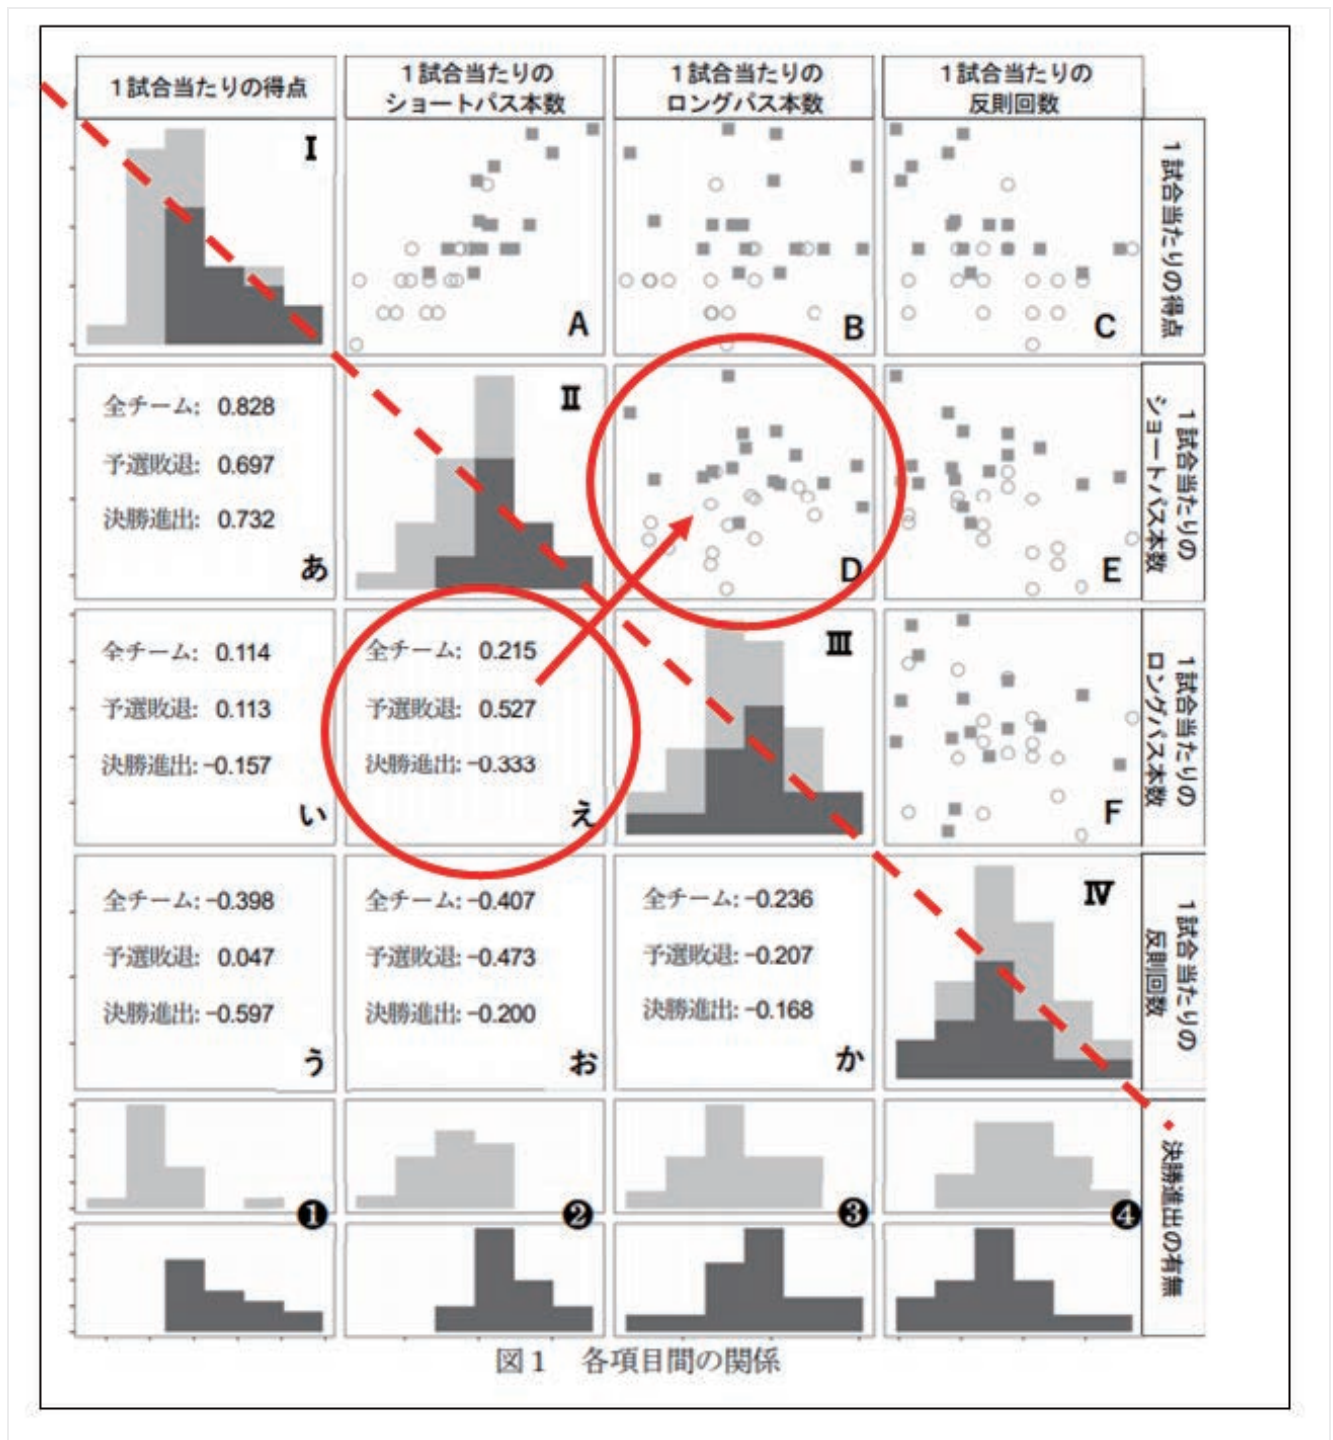 1試合当たりの得点
1試合当たりの
ショートパス本数
1試合当たりの
ロングパス本数
1試合当たりの
反則回数
I
A
B
C
1試合当たりの得点
全チーム: 0.828
予選敗退: 0.697
決勝進出: 0.732
あ
II
D
E
1試合当たりの
ショートパス本数
全チーム: 0.114
予選敗退: 0.113
決勝進出: -0.157
い
全チーム: 0.215
予選敗退: 0.527
決勝進出: -0.333
え
III
F
1試合当たりの
ロングパス本数
全チーム: -0.398
予選敗退: 0.047
決勝進出: -0.597
う
全チーム: -0.407
予選敗退: -0.473
決勝進出: -0.200
お
全チーム: -0.236
予選敗退: -0.207
決勝進出: -0.168
か
IV
1試合当たりの
反則回数
❶
❷
❸
❹
決勝進出の有無
図1 各項目間の関係